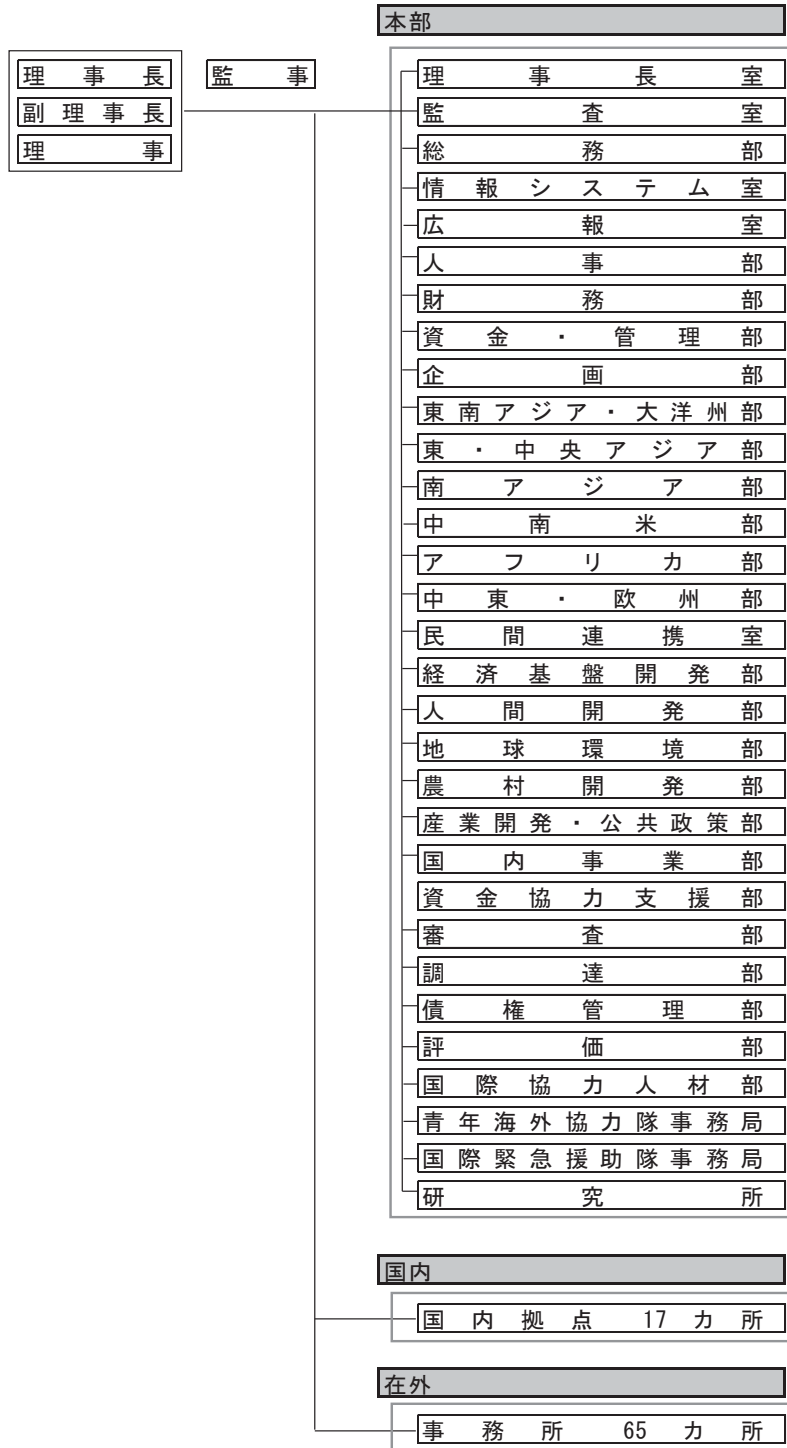 本部
理事長
副理事長
理事
監事
理事長室
監査室
総務部
情報システム室
広報室
人事部
財務部
資金・管理部
企画部
東南アジア・大洋州部
東・中央アジア部
南アジア部
中南米部
アフリカ部
中東・欧州部
民間連携室
経済基盤開発部
人間開発部
地球環境部
農村開発部
産業開発・公共政策部
国内事業部
資金協力支援部
審査部
調達部
債権管理部
評価部
国際協力人材部
青年海外協力隊事務局
国際緊急援助隊事務局
研究所
国内
国内拠点 17カ所
在外
事務所 65カ所